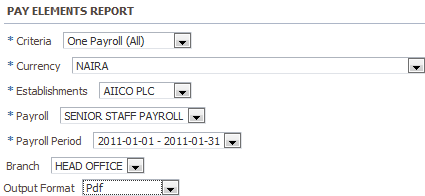 PAY ELEMENTS REPORT
* Criteria One Payroll (All)
* Currency NAIRA
* Establishments AIICO PLC
* Payroll SENIOR STAFF PAYROLL
* Payroll Period 2011-01-01 - 2011-01-31
Branch HEAD OFFICE
Output Format Pdf